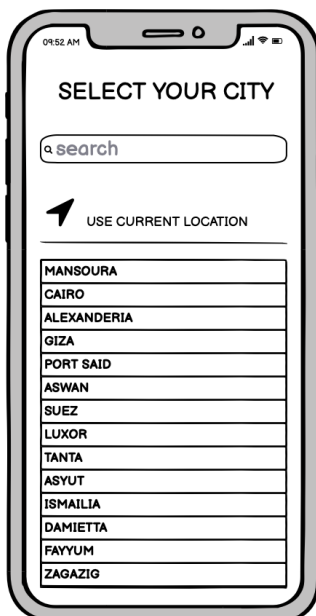 09:52 AM
SELECT YOUR CITY
search
USE CURRENT LOCATION
MANSOURA
CAIRO
ALEXANDERIA
GIZA
PORT SAID
ASWAN
SUEZ
LUXOR
TANTA
ASYUT
ISMAILIA
DAMIETTA
FAYYUM
ZAGAZIG